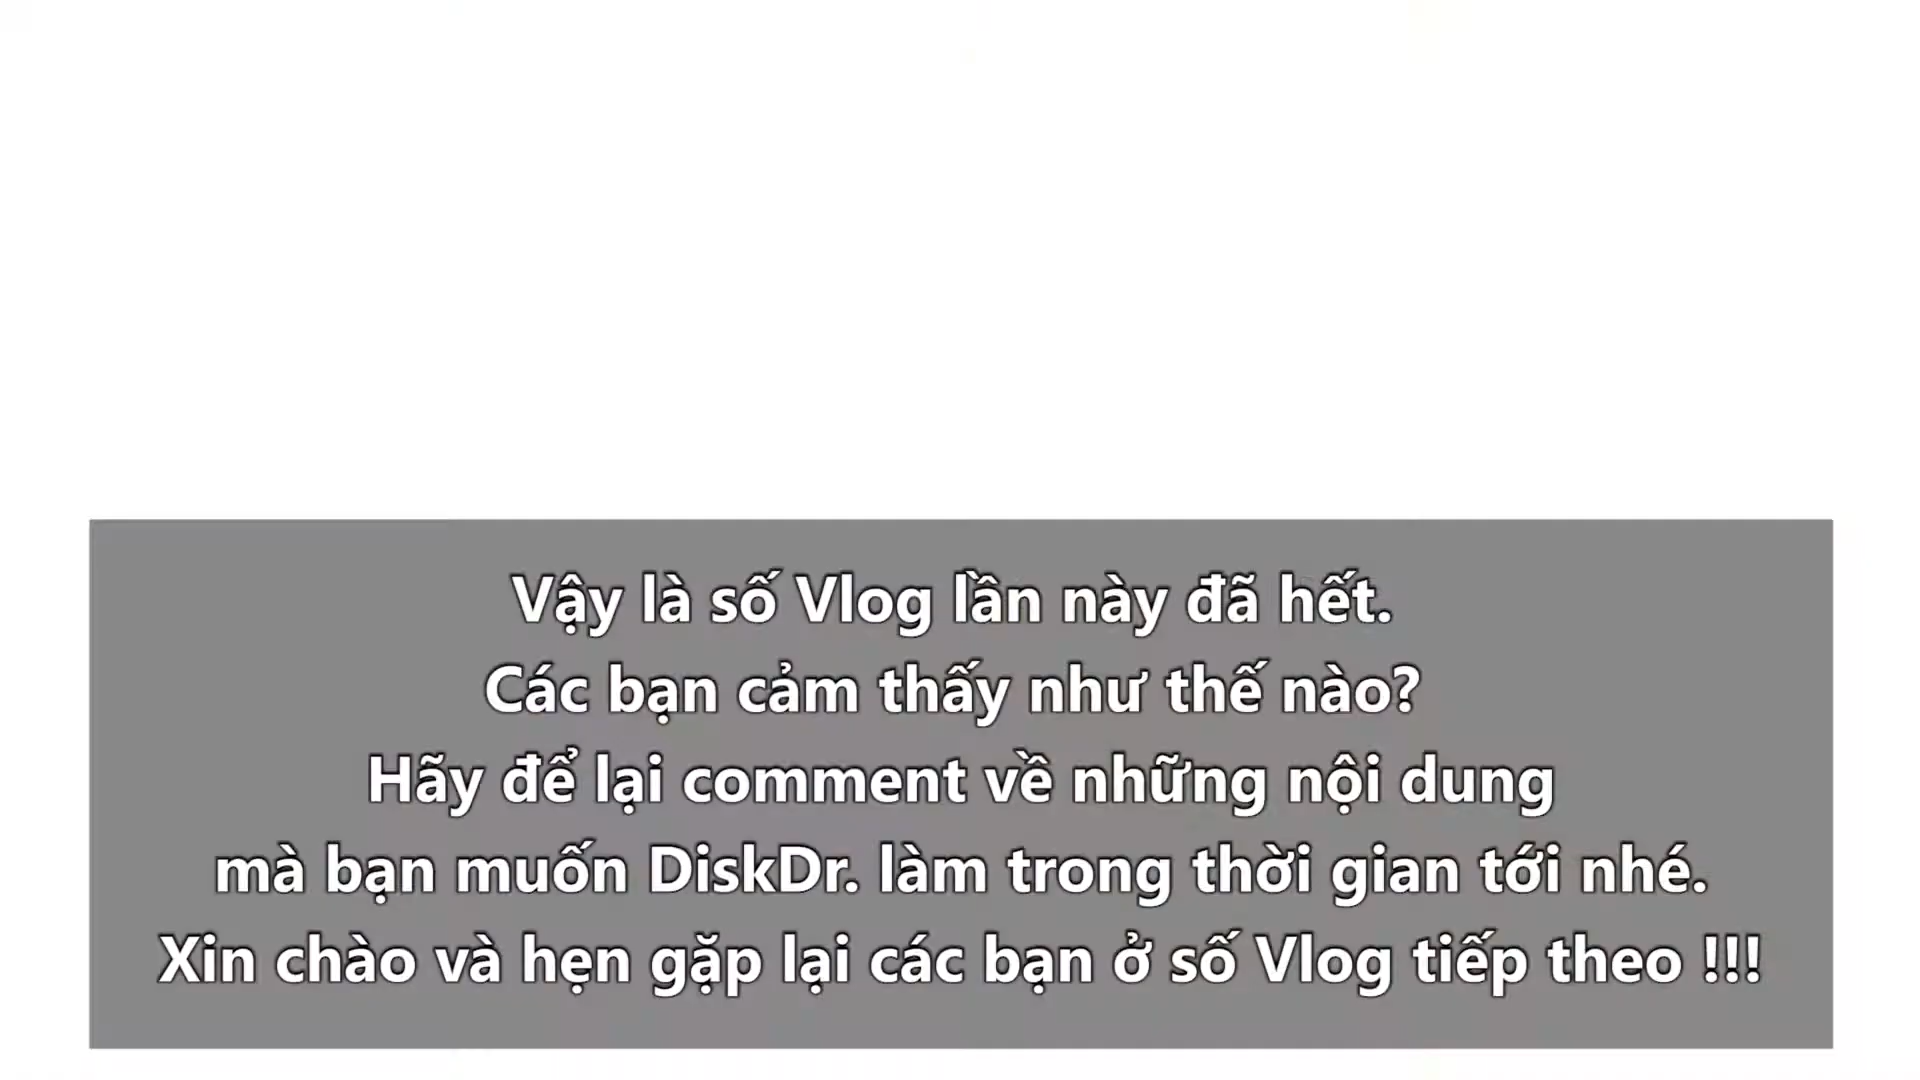 Vậy là số Vlog lần này đã hết.
Các bạn cảm thấy như thế nào?
Hãy để lại comment về những nội dung
mà bạn muốn DiskDr. làm trong thời gian tới nhé.
Xin chào và hẹn gặp lại các bạn ở số Vlog tiếp theo !!!